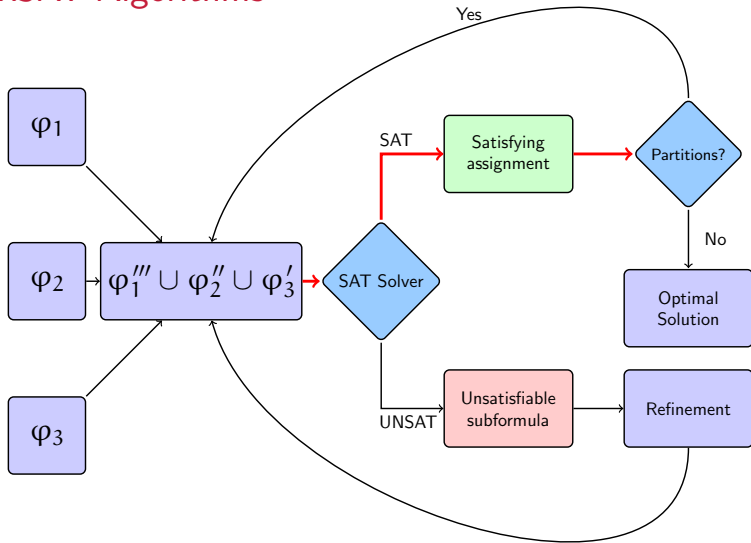 Algorithms
Yes
φ1
SAT
Satisfying
assignment
Partitions?
No
φ2
φ1′′′ ∪ φ2′′ ∪ φ3′
SAT Solver
Optimal
Solution
φ3
UNSAT
Unsatisfiable
subformula
Refinement